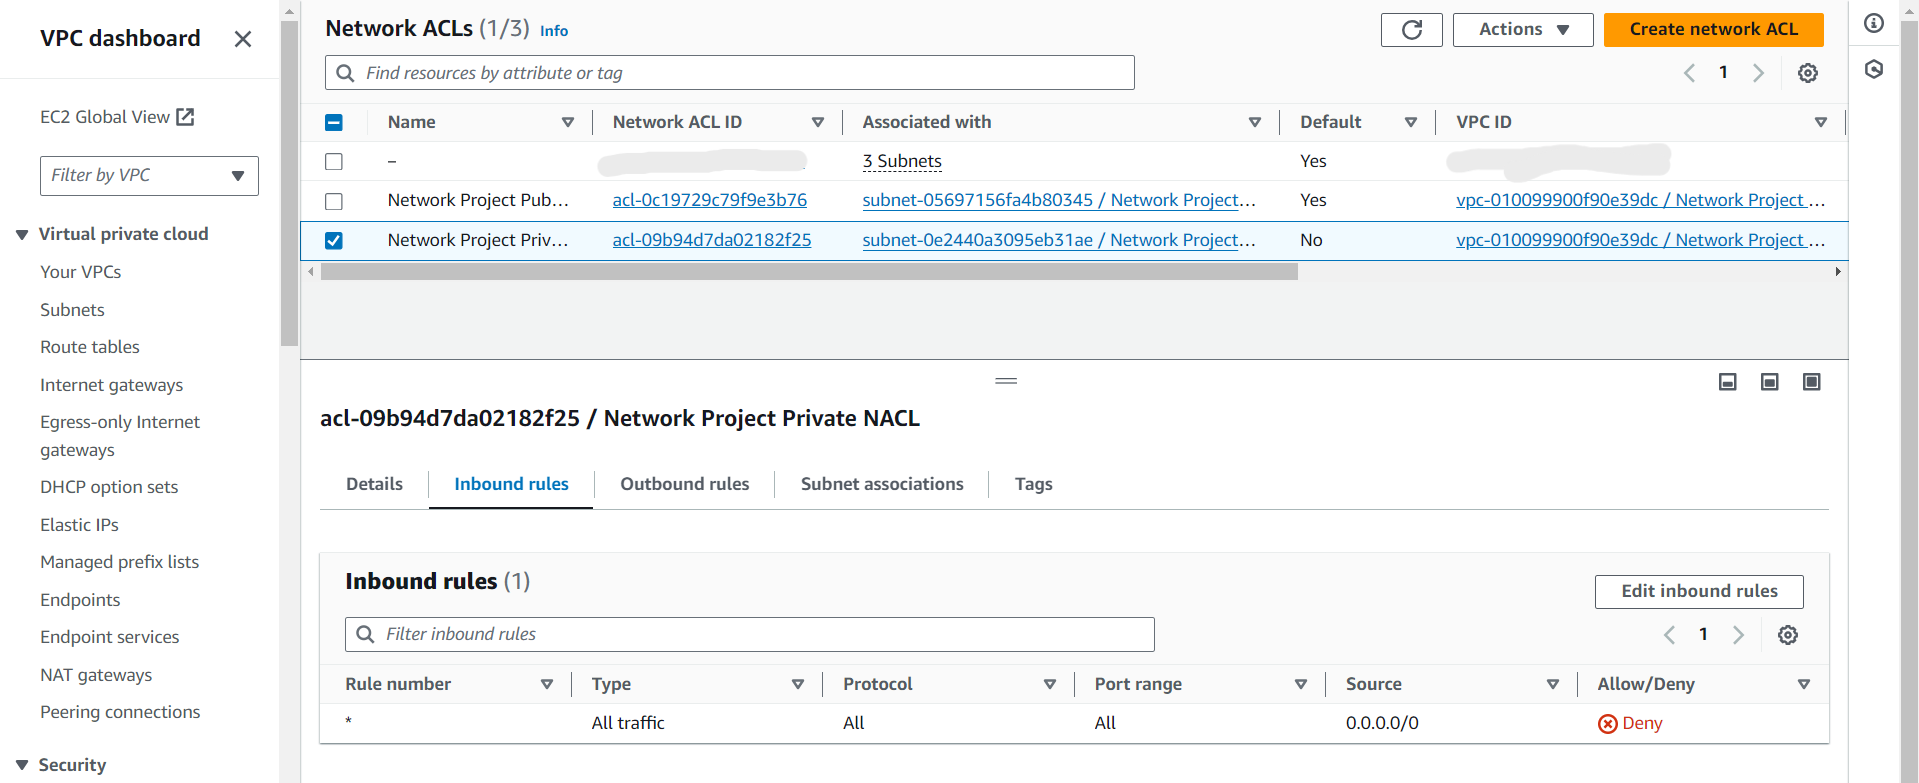 VPC dashboard
EC2 Global View
Filter by VPC
Virtual private cloud
Your VPCs
Subnets
Route tables
Internet gateways
Egress-only Internet
gateways
DHCP option sets
Elastic IPs
Managed prefix lists
Endpoints
Endpoint services
NAT gateways
Peering connections
Security
Network ACLs (1/3) Info
Actions
Create network ACL
Find resources by attribute or tag
1
Name Network ACL ID Associated with Default VPC ID
– 3 Subnets Yes
Network Project Pub... acl-0c19729c79f9e3b76 subnet-05697156fa4b80345 / Network Project... Yes vpc-010099900f90e39dc / Network Project ...
Network Project Priv... acl-09b94d7da02182f25 subnet-0e2440a3095eb31ae / Network Project... No vpc-010099900f90e39dc / Network Project ...
acl-09b94d7da02182f25 / Network Project Private NACL
Details Inbound rules Outbound rules Subnet associations Tags
Inbound rules (1)
Edit inbound rules
Filter inbound rules
1
Rule number Type Protocol Port range Source Allow/Deny
* All traffic All All 0.0.0.0/0 Deny